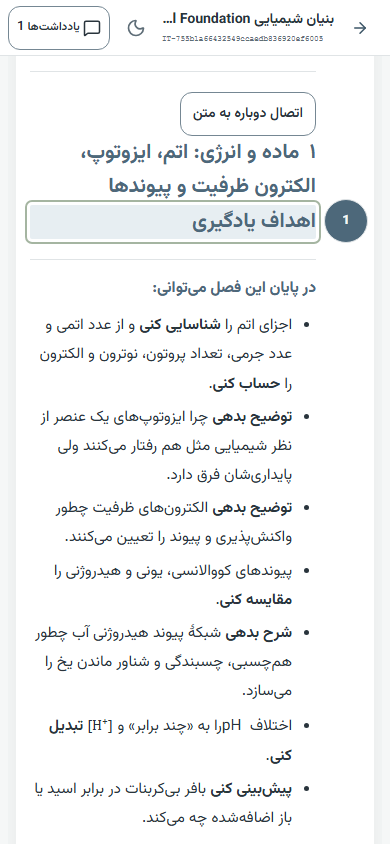 بنیان شیمیایی Foundation ا...
IT-755b1a66432549ccaedb836920ef6005
یادداشت‌ها 1
اتصال دوباره به متن
۱ ماده و انرژی: اتم، ایزوتوپ،
الکترون ظرفیت و پیوندها
1
اهداف یادگیری
در پایان این فصل می‌توانی:
• اجزای اتم را شناسایی کنی و از عدد اتمی و
عدد جرمی، تعداد پروتون، نوترون و الکترون
را حساب کنی.
• توضیح بدهی چرا ایزوتوپ‌های یک عنصر از
نظر شیمیایی مثل هم رفتار می‌کنند ولی
پایداری‌شان فرق دارد.
• توضیح بدهی الکترون‌های ظرفیت چطور
واکنش‌پذیری و پیوند را تعیین می‌کنند.
• پیوندهای کووالانسی، یونی و هیدروژنی را
مقایسه کنی.
• شرح بدهی شبکهٔ پیوند هیدروژنی آب چطور
هم‌چسبی، چسبندگی و شناور ماندن یخ را
می‌سازد.
• اختلاف pH را به «چند برابر» و [H⁺] تبدیل
کنی.
• پیش‌بینی کنی بافر بی‌کربنات در برابر اسید یا
باز اضافه‌شده چه می‌کند.